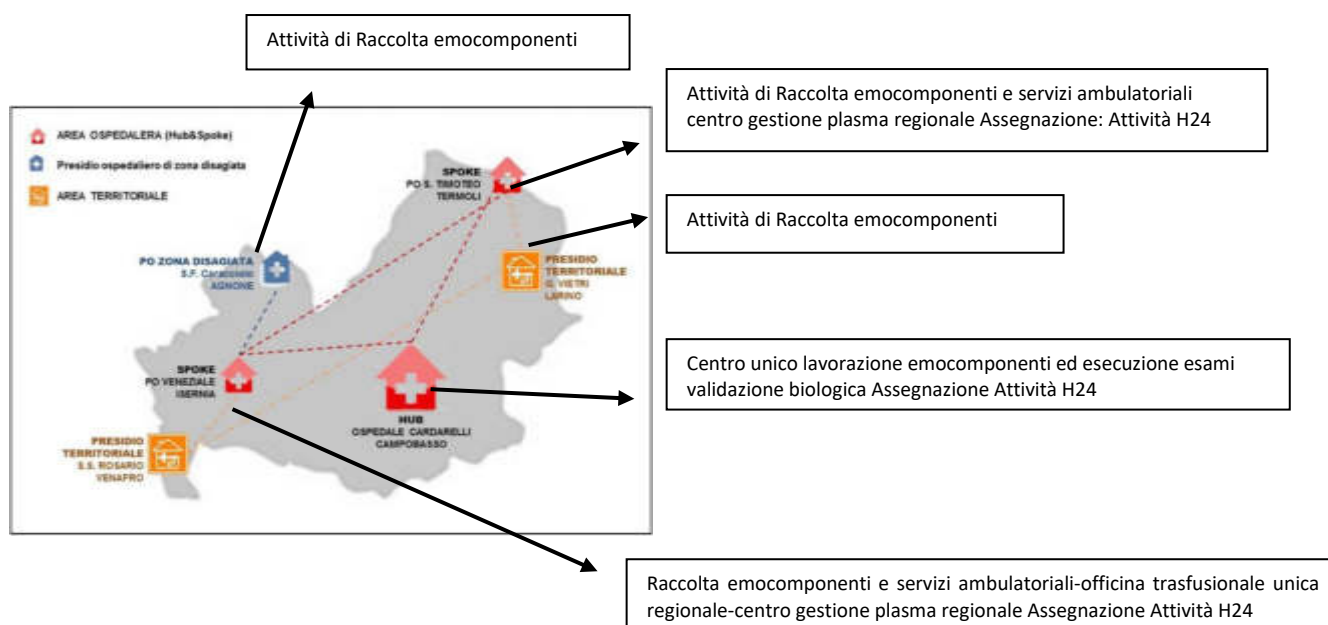 Attività di Raccolta emocomponenti
Attività di Raccolta emocomponenti e servizi ambulatoriali
centro gestione plasma regionale Assegnazione: Attività H24
AREA OSPEDALERA (Hub&Spoke)
Presidio ospedaliero di zona disagiata
AREA TERRITORIALE
SPOKE
PO S. TIMOTEO
TERMOLI
Attività di Raccolta emocomponenti
PO ZONA DISAGIATA
S.F. Caracciolo
AGNONE
PRESIDIO
TERRITORIALE
G. VIETRI
LARINO
SPOKE
PO VENEZIALE
ISERNIA
Centro unico lavorazione emocomponenti ed esecuzione esami
validazione biologica Assegnazione Attività H24
HUB
OSPEDALE CARDARELLI
CAMPOBASSO
PRESIDIO
TERRITORIALE
S.S. ROSARIO
VENAFRO
Raccolta emocomponenti e servizi ambulatoriali-officina trasfusionale unica
regionale-centro gestione plasma regionale Assegnazione Attività H24